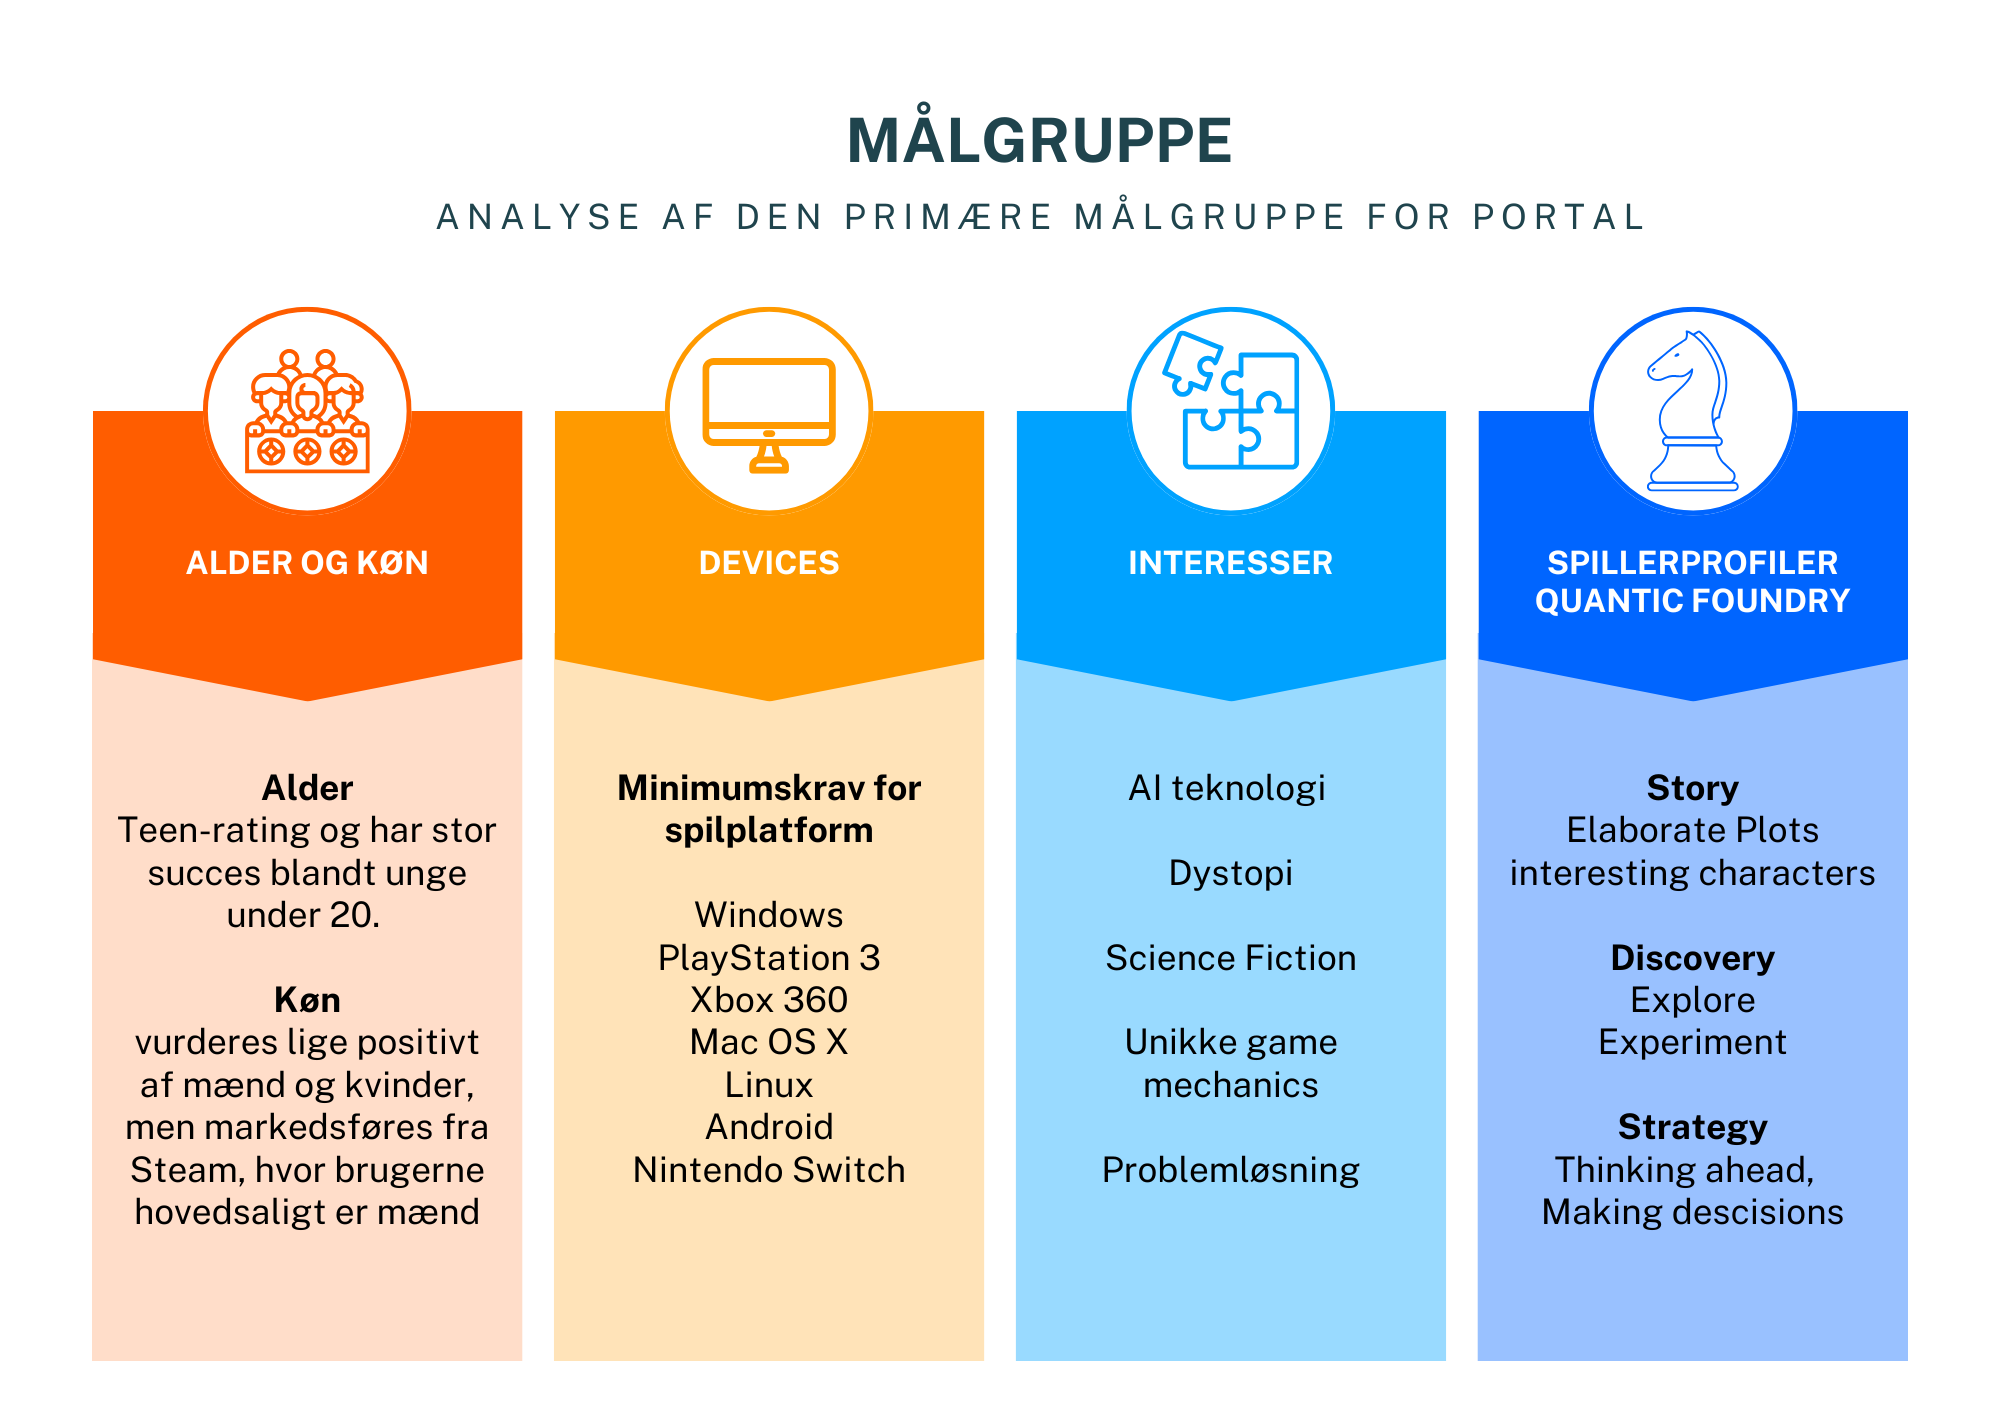 MÅLGRUPPE
ANALYSE AF DEN PRIMÆRE MÅLGRUPPE FOR PORTAL
ALDER OG KØN
Alder
Teen-rating og har stor
succes blandt unge
under 20.
Køn
vurderes lige positivt
af mænd og kvinder,
men markedsføres fra
Steam, hvor brugerne
hovedsaligt er mænd
DEVICES
Minimumskrav for
spilplatform
Windows
PlayStation 3
Xbox 360
Mac OS X
Linux
Android
Nintendo Switch
INTERESSER
AI teknologi
Dystopi
Science Fiction
Unikke game
mechanics
Problemløsning
SPILLERPROFILER
QUANTIC FOUNDRY
Story
Elaborate Plots
interesting characters
Discovery
Explore
Experiment
Strategy
Thinking ahead,
Making descisions